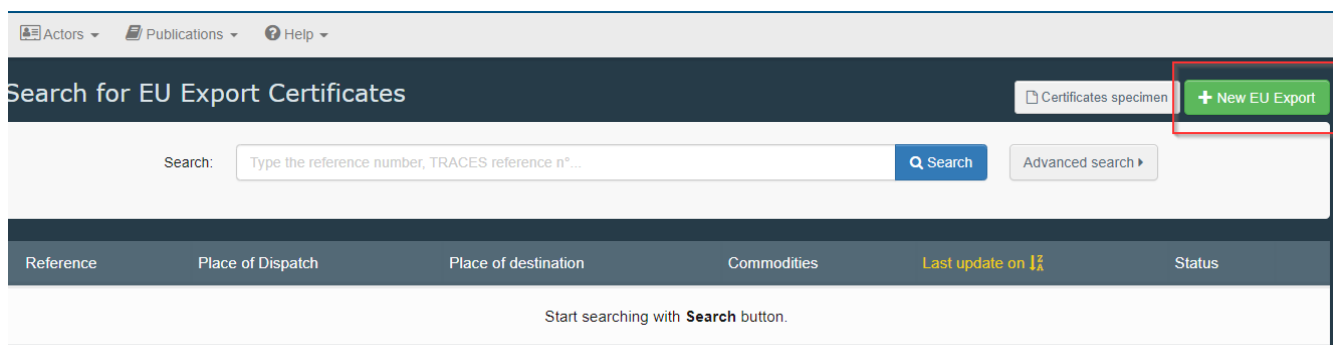 Actors Publications Help
Search for EU Export Certificates
Certificates specimen
+ New EU Export
Search: Type the reference number, TRACES reference n°... Search Advanced search
Reference Place of Dispatch Place of destination Commodities Last update on Status
Start searching with Search button.